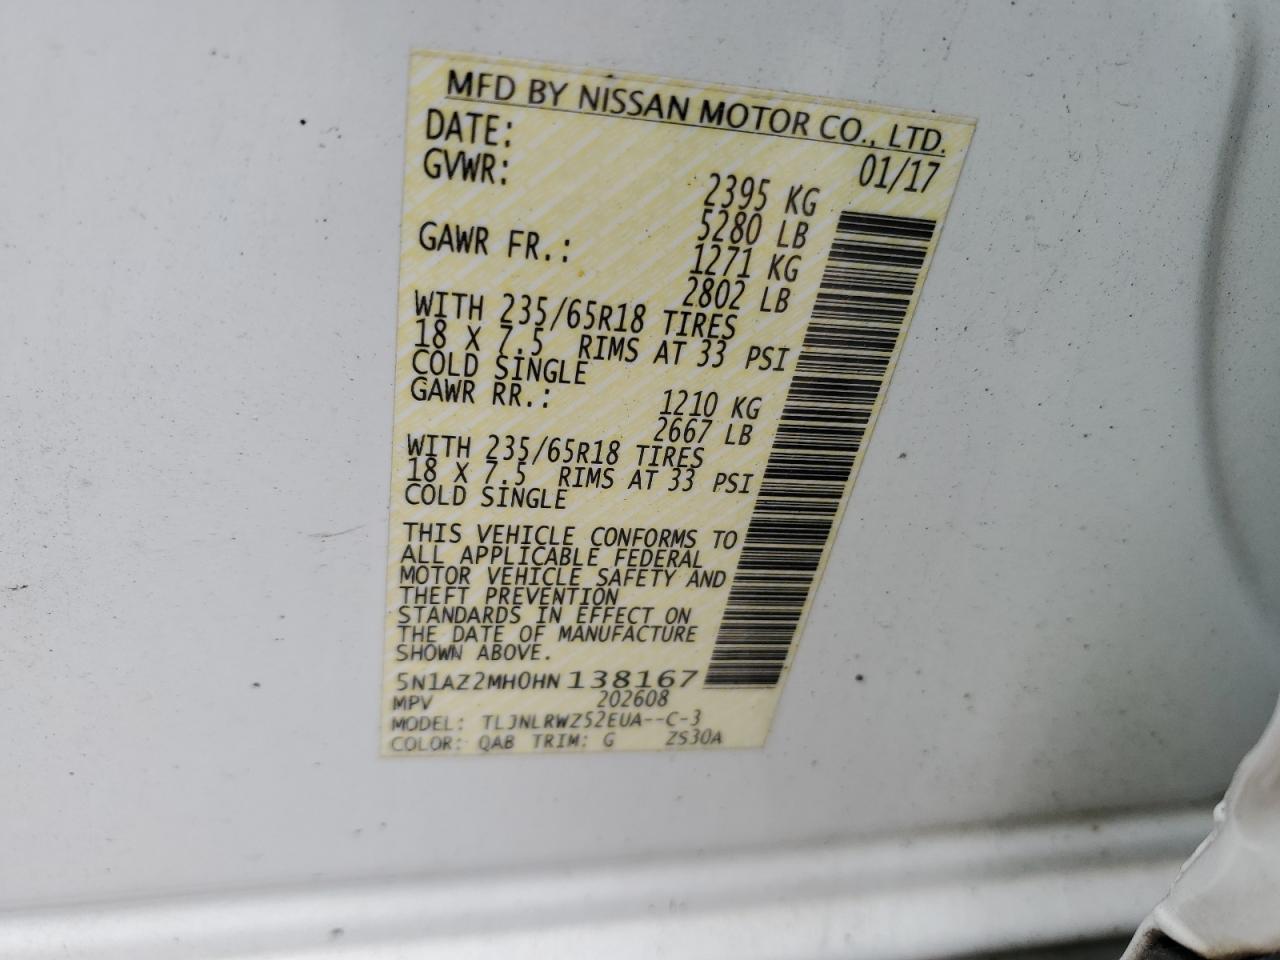 MFD BY NISSAN MOTOR CO., LTD.
DATE: 01/17
GVWR: 2395 KG
5280 LB
GAWR FR.: 1271 KG
2802 LB
WITH 235/65R18 TIRES
18 X 7.5 RIMS AT 33 PSI
COLD SINGLE
GAWR RR.: 1210 KG
2667 LB
WITH 235/65R18 TIRES
18 X 7.5 RIMS AT 33 PSI
COLD SINGLE
THIS VEHICLE CONFORMS TO
ALL APPLICABLE FEDERAL
MOTOR VEHICLE SAFETY AND
THEFT PREVENTION
STANDARDS IN EFFECT ON
THE DATE OF MANUFACTURE
SHOWN ABOVE.
5N1AZ2MH0HN138167
MPV 202608
MODEL: TLJNLRWZ52EUA--C-3
COLOR: QAB TRIM: G ZS30A